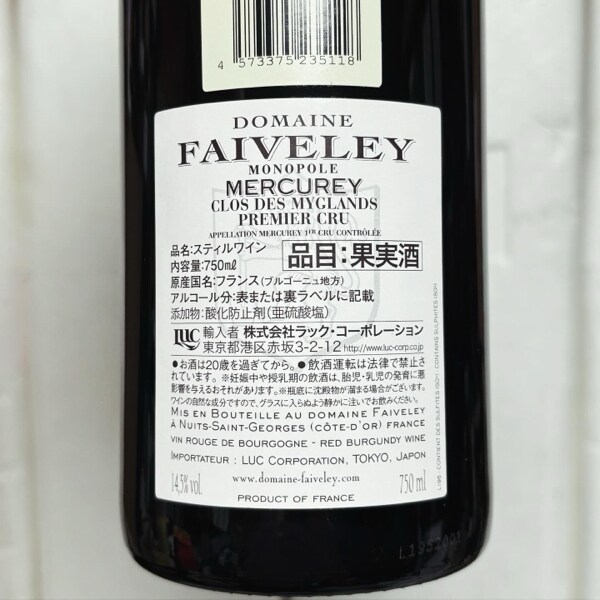 4 573375 235118
DOMAINE
FAIVELEY
MONOPOLE
MERCUREY
CLOS DES MYGLANDS
PREMIER CRU
APPELLATION MERCUREY 1ER CRU CONTRÔLÉE
品名:スティルワイン
内容量:750mℓ
品目:果実酒
原産国名:フランス(ブルゴーニュ地方)
アルコール分:表または裏ラベルに記載
添加物:酸化防止剤(亜硫酸塩)
LUC 輸入者 株式会社ラック・コーポレーション
東京都港区赤坂3-2-12 http://www.luc-corp.co.jp
●お酒は20歳を過ぎてから。●飲酒運転は法律で禁止さ
れています。※妊娠中や授乳期の飲酒は、胎児・乳児の発育に悪
影響を与えるおそれがあります。※瓶底に沈殿物が溜まる場合がございます。
ワインの自然な成分ですので、グラスに入らぬよう静かに注いでお飲みください。
MIS EN BOUTEILLE AU DOMAINE FAIVELEY
À NUITS-SAINT-GEORGES (CÔTE-D'OR) FRANCE
VIN ROUGE DE BOURGOGNE - RED BURGUNDY WINE
IMPORTATEUR : LUC CORPORATION, TOKYO, JAPON
14,5% vol. www.domaine-faiveley.com 750 ml
PRODUCT OF FRANCE
L-95 - CONTIENT DES SULFITES (SO²) - CONTAINS SULPHITES (SO²)